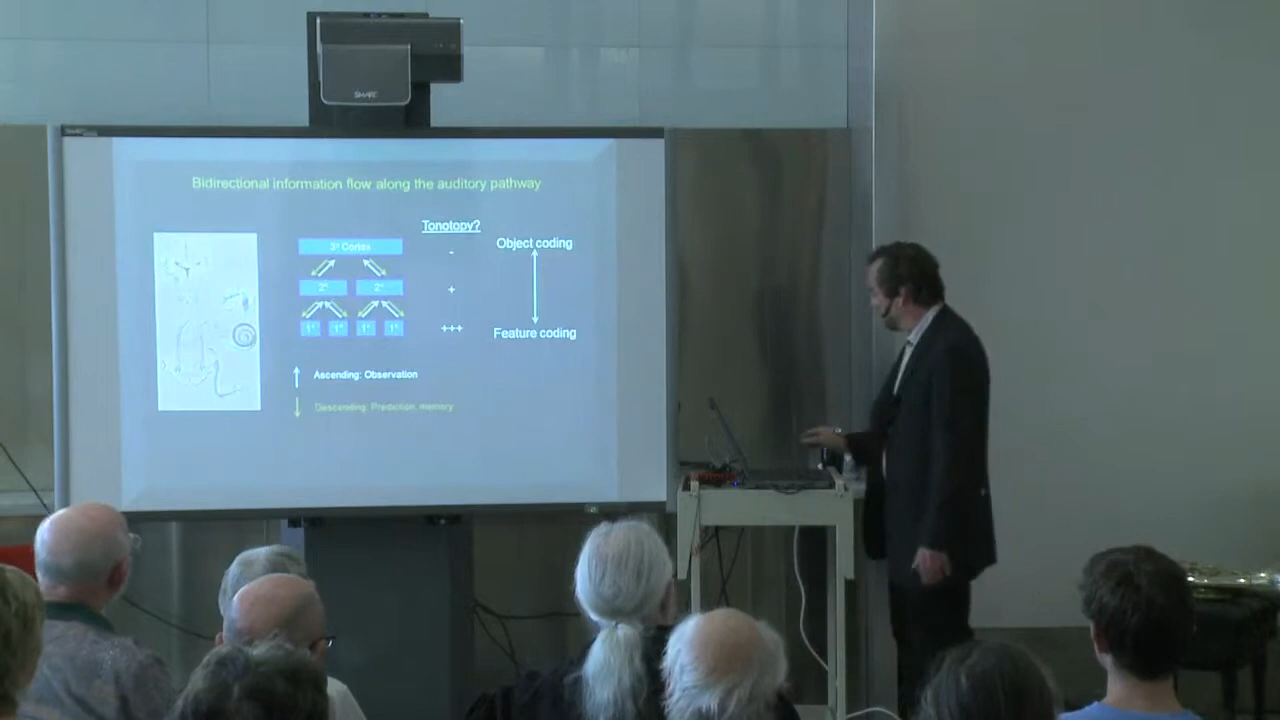 SMART
Bidirectional information flow along the auditory pathway
Tonotopy?
3° Cortex
-
Object coding
2° 2°
+
1° 1° 1° 1°
+++
Feature coding
Ascending: Observation
Descending: Prediction, memory